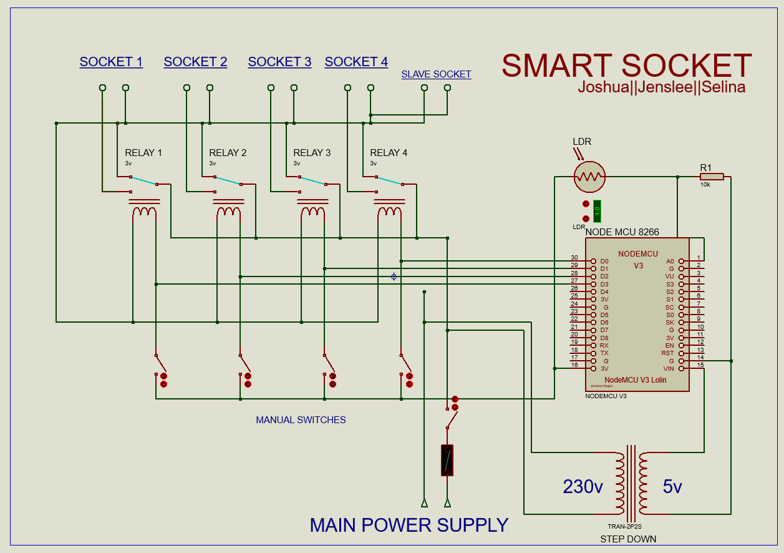 SOCKET 1 SOCKET 2 SOCKET 3 SOCKET 4 SLAVE SOCKET
SMART SOCKET
Joshua||Jenslee||Selina
RELAY 1 RELAY 2 RELAY 3 RELAY 4
3v 3v 3v 3v
LDR
R1
10k
1.0
LDR
NODE MCU 8266
NODEMCU
V3
30 D0 A0 1
29 D1 G 2
28 D2 VU 3
27 D3 S3 4
26 D4 S2 5
25 3V S1 6
24 G SC 7
23 D5 S0 8
22 D6 SK 9
21 D7 G 10
20 D8 3V 11
19 RX EN 12
18 TX RST 13
17 G G 14
16 3V VIN 15
NodeMCU V3 Lolin
NODEMCU V3
MANUAL SWITCHES
230v 5v
TRAN-2P2S
STEP DOWN
MAIN POWER SUPPLY